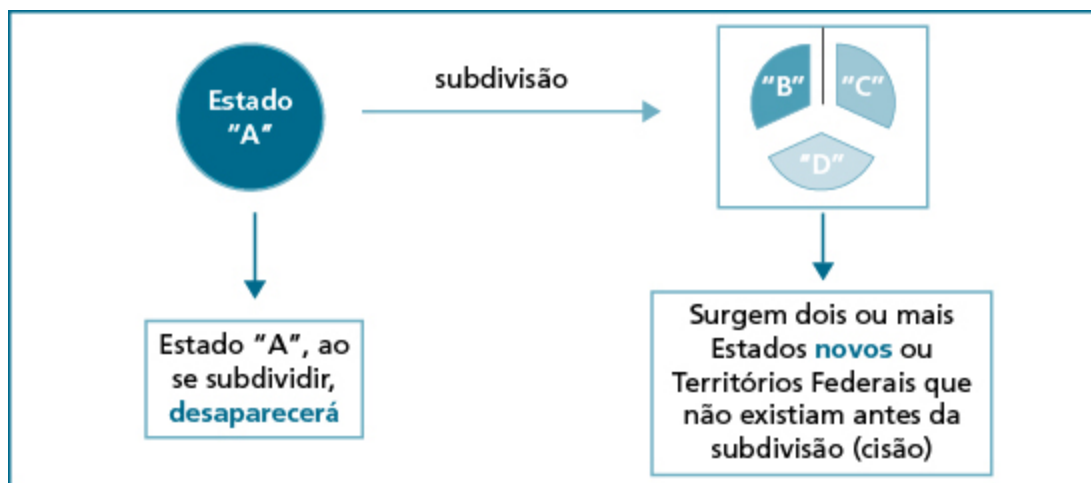 Estado
"A"
subdivisão
"B"
"C"
"D"
Estado "A", ao
se subdividir,
desaparecerá
Surgem dois ou mais
Estados novos ou
Territórios Federais que
não existiam antes da
subdivisão (cisão)